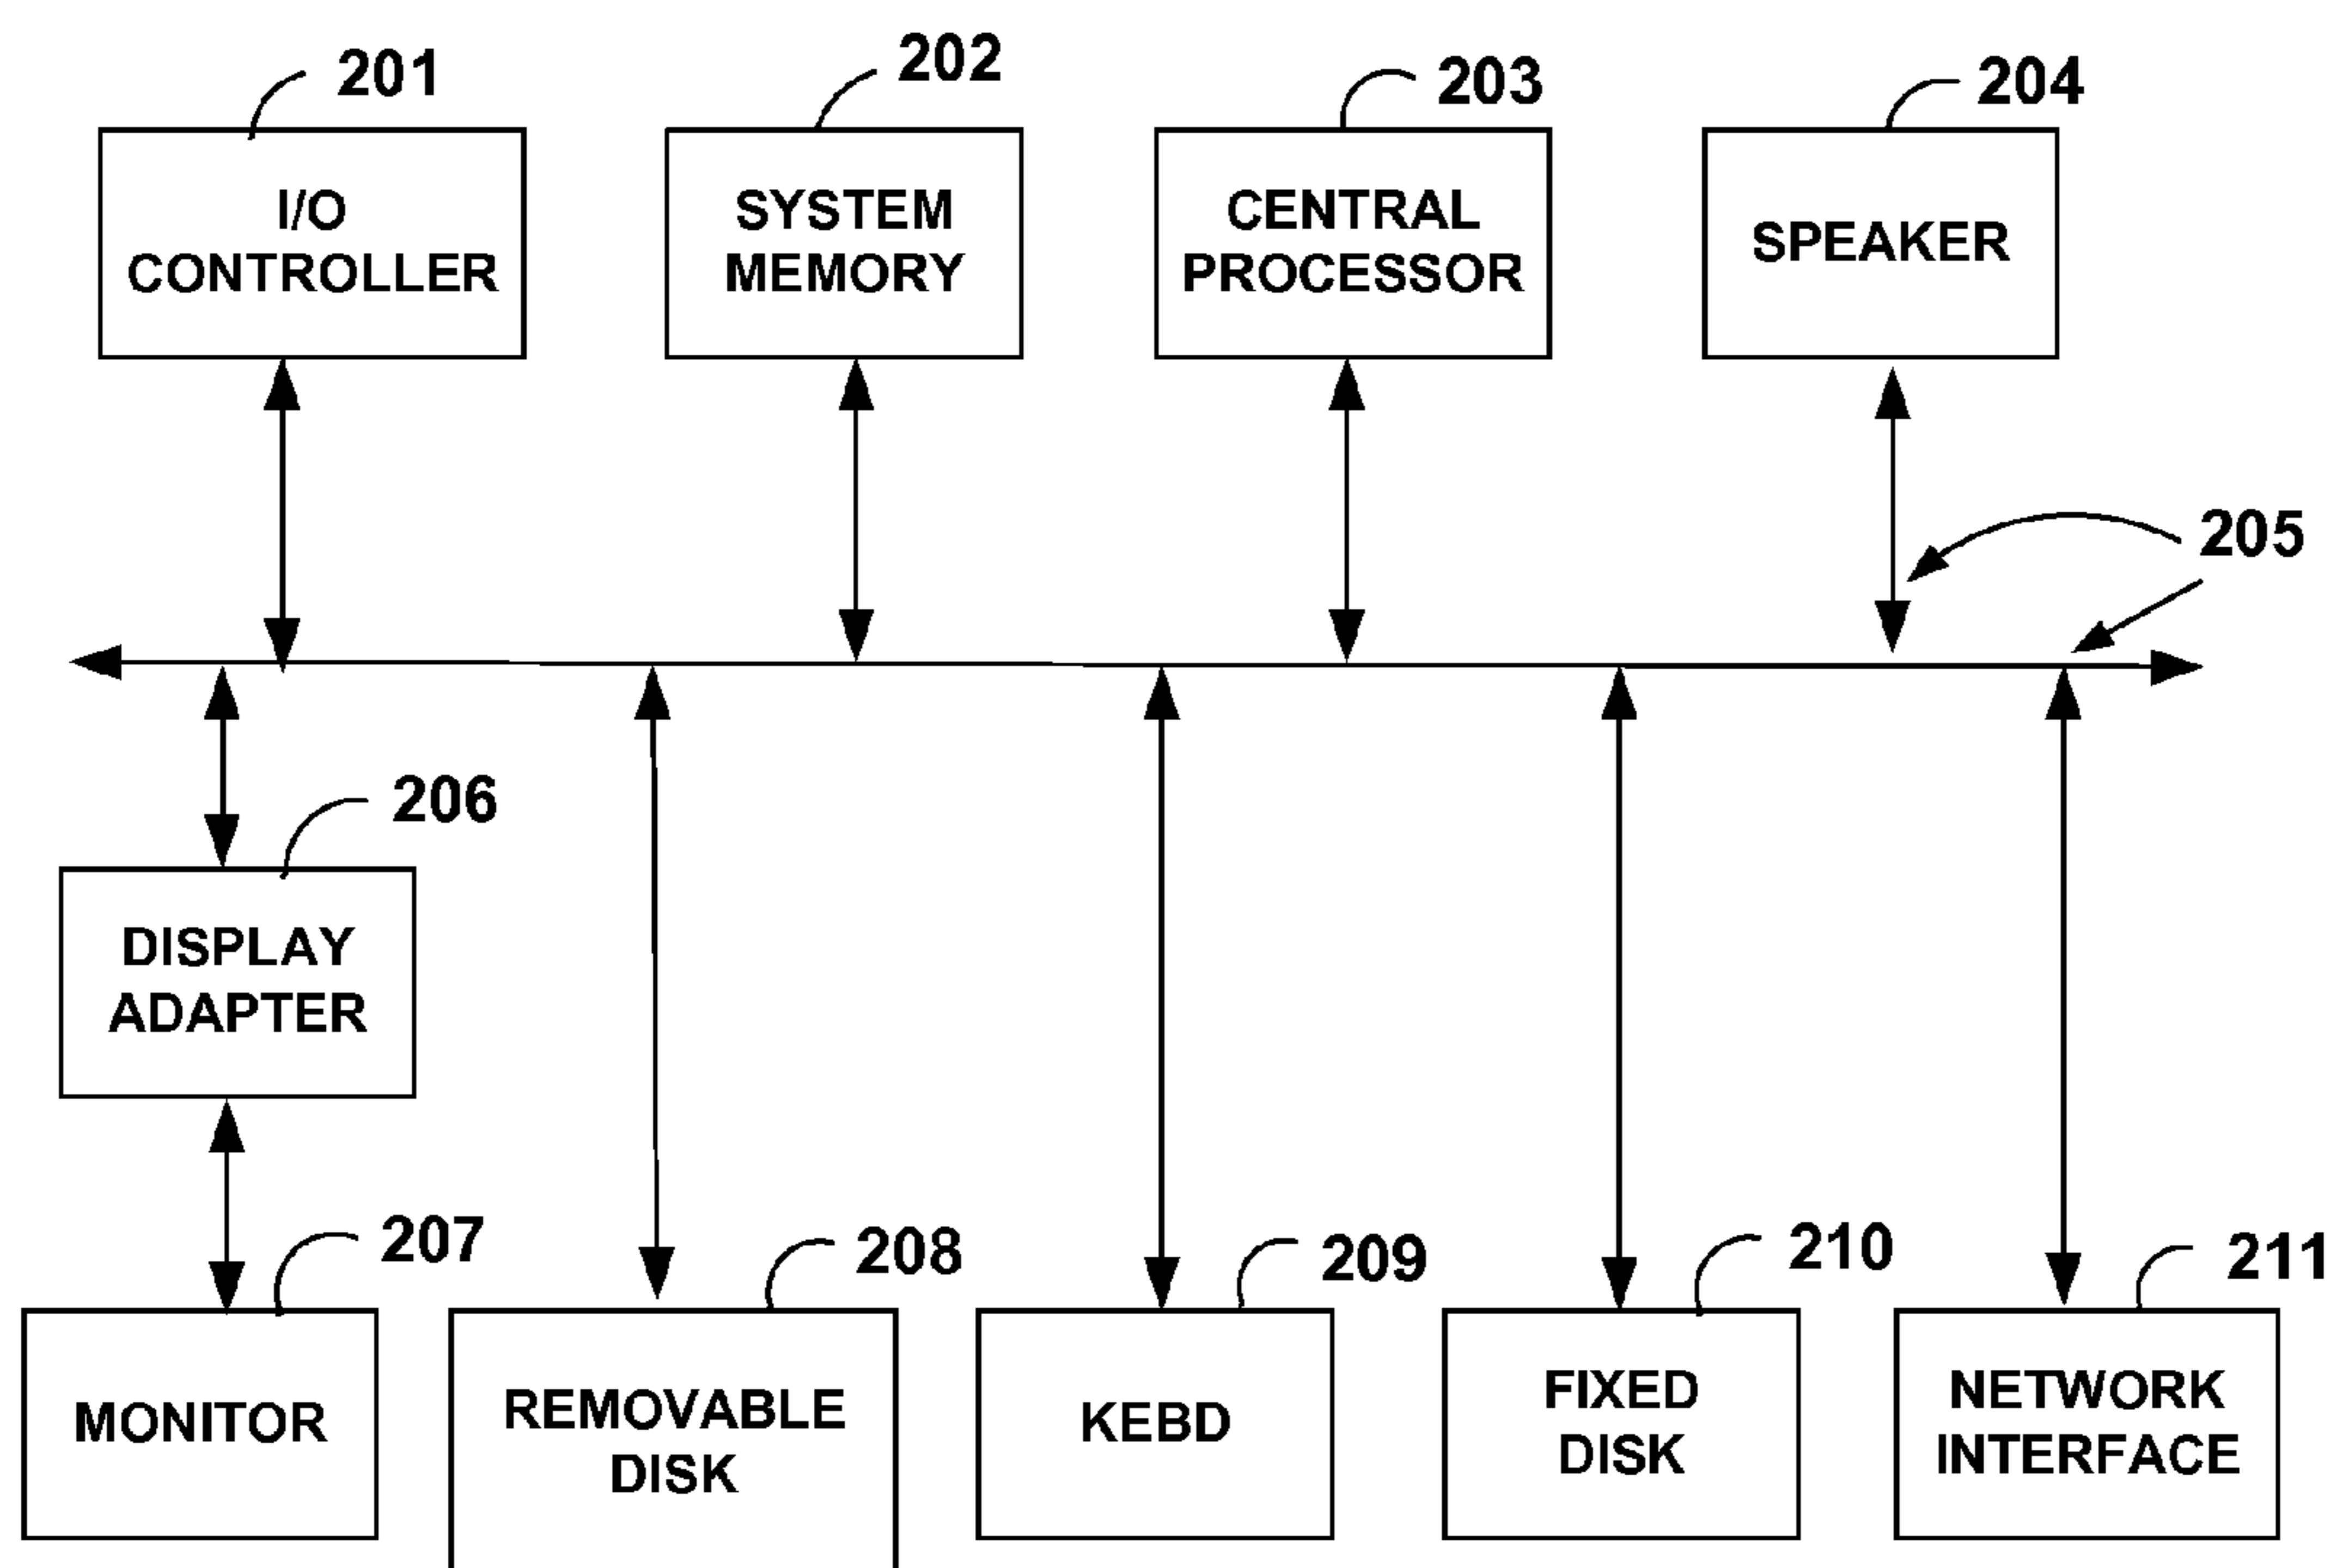 201
202
203
204
I/O
CONTROLLER
SYSTEM
MEMORY
CENTRAL
PROCESSOR
SPEAKER
205
206
DISPLAY
ADAPTER
207
208
209
210
211
MONITOR
REMOVABLE
DISK
KEBD
FIXED
DISK
NETWORK
INTERFACE